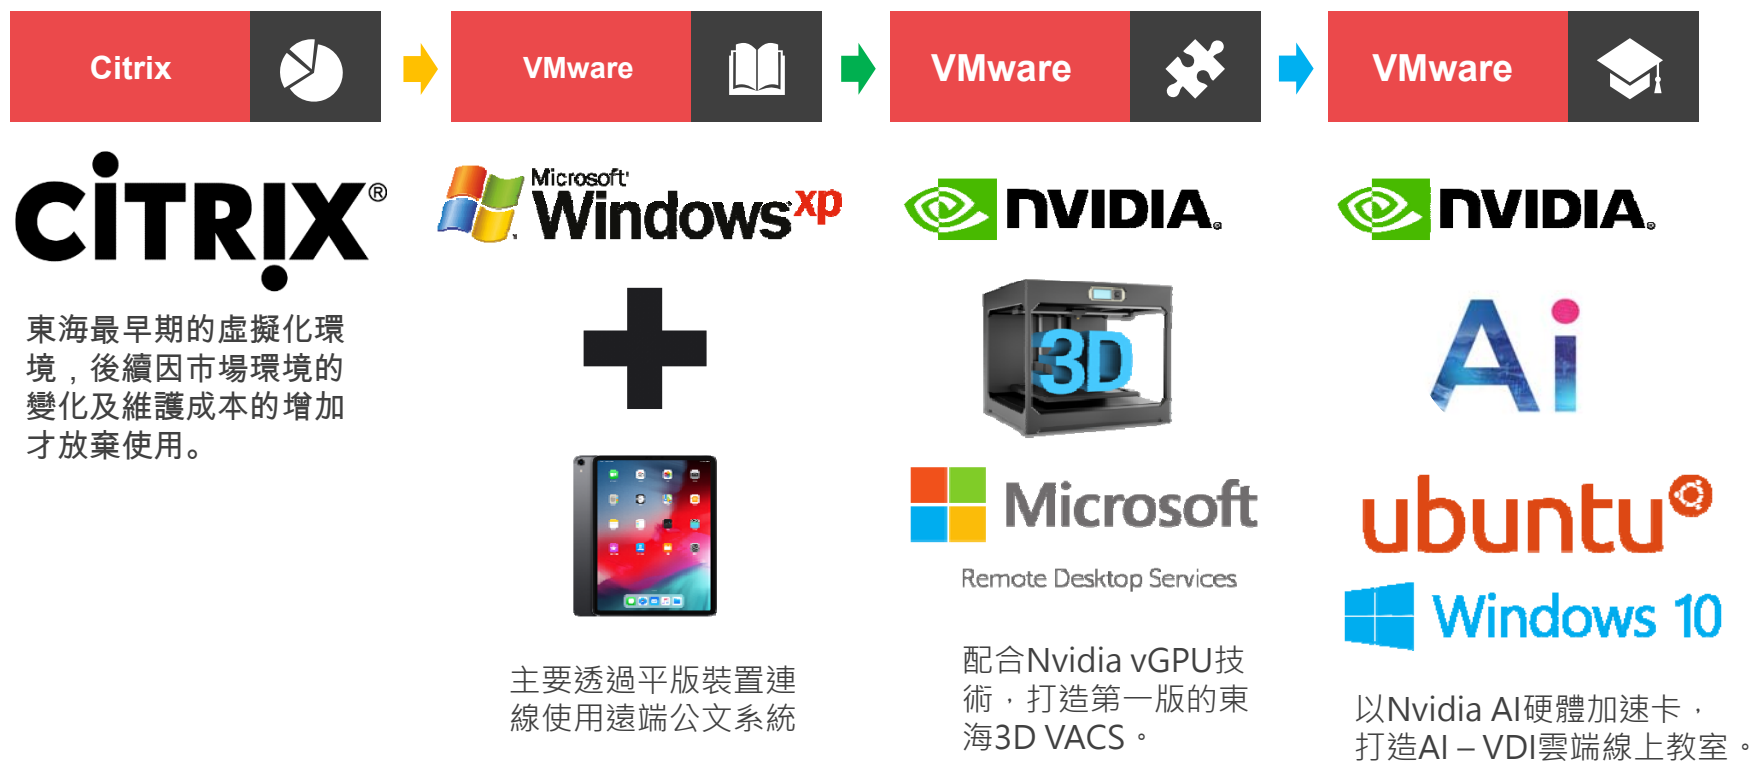 Citrix
VMware
VMware
VMware
CiTRIX®
東海最早期的虛擬化環
境，後續因市場環境的
變化及維護成本的增加
才放棄使用。
Microsoft®
Windows xp
主要透過平版裝置連
線使用遠端公文系統
NVIDIA®
3D
Microsoft
Remote Desktop Services
配合Nvidia vGPU技
術，打造第一版的東
海3D VACS。
NVIDIA®
Ai
ubuntu
Windows 10
以Nvidia AI硬體加速卡，
打造AI – VDI雲端線上教室。